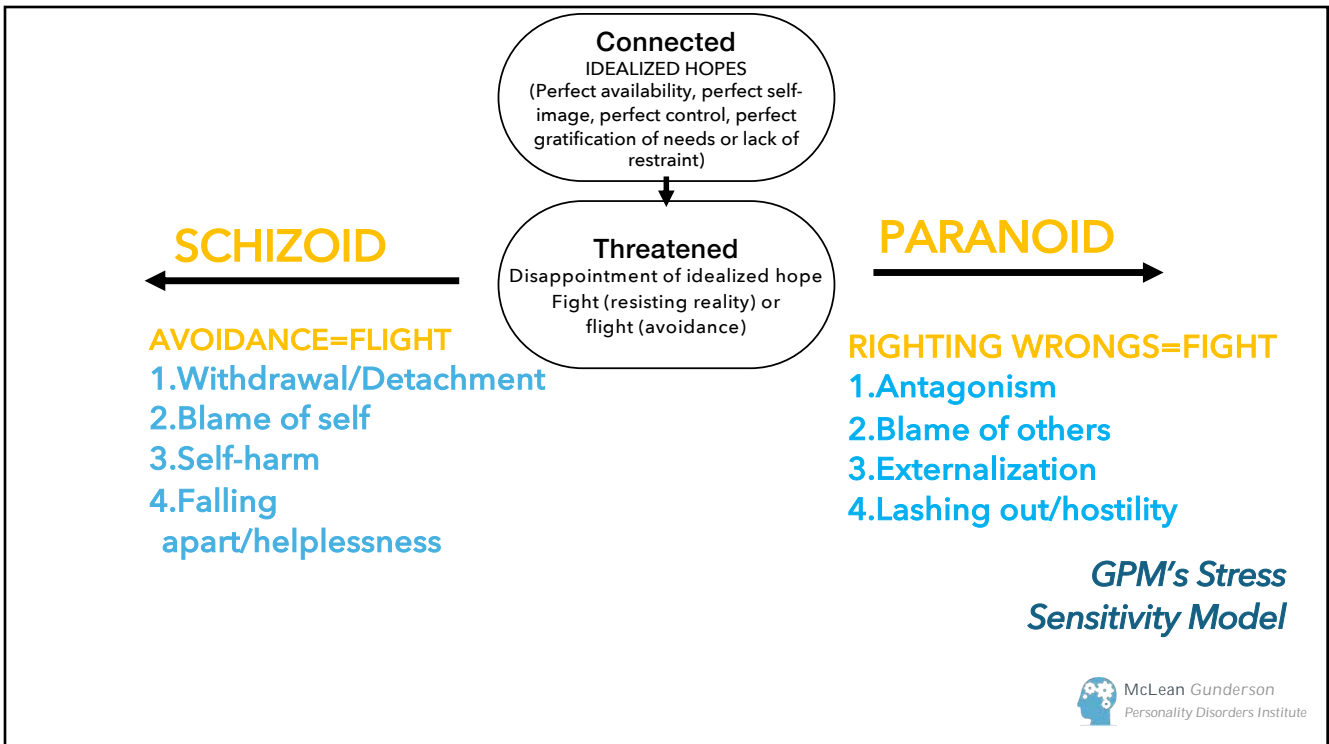 Connected
IDEALIZED HOPES
(Perfect availability, perfect self-
image, perfect control, perfect
gratification of needs or lack of
restraint)
SCHIZOID
Threatened
Disappointment of idealized hope
Fight (resisting reality) or
flight (avoidance)
PARANOID
AVOIDANCE=FLIGHT
1.Withdrawal/Detachment
2.Blame of self
3.Self-harm
4.Falling
apart/helplessness
RIGHTING WRONGS=FIGHT
1.Antagonism
2.Blame of others
3.Externalization
4.Lashing out/hostility
GPM's Stress
Sensitivity Model
McLean Gunderson
Personality Disorders Institute